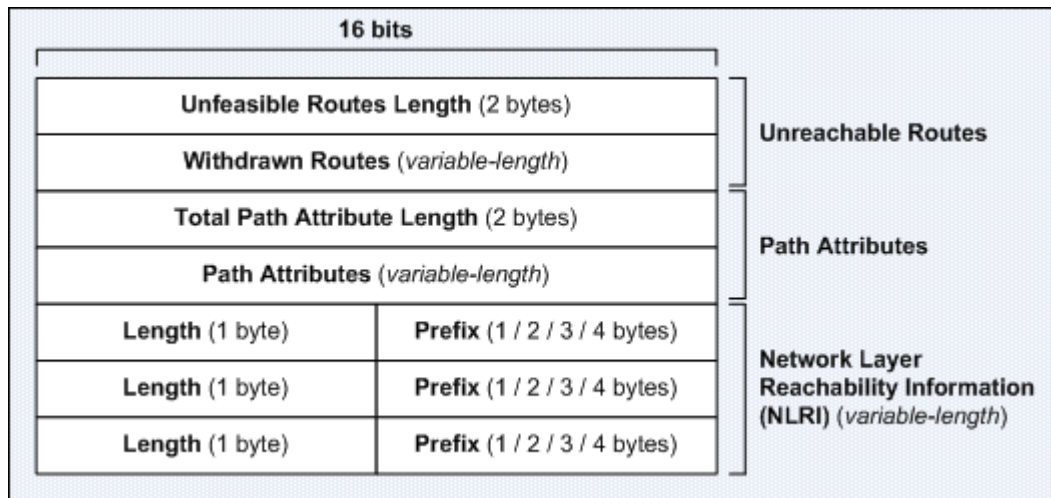 16 bits
Unfeasible Routes Length (2 bytes)
Withdrawn Routes (variable-length)
Unreachable Routes
Total Path Attribute Length (2 bytes)
Path Attributes (variable-length)
Path Attributes
Length (1 byte) Prefix (1 / 2 / 3 / 4 bytes)
Length (1 byte) Prefix (1 / 2 / 3 / 4 bytes)
Length (1 byte) Prefix (1 / 2 / 3 / 4 bytes)
Network Layer
Reachability Information
(NLRI) (variable-length)